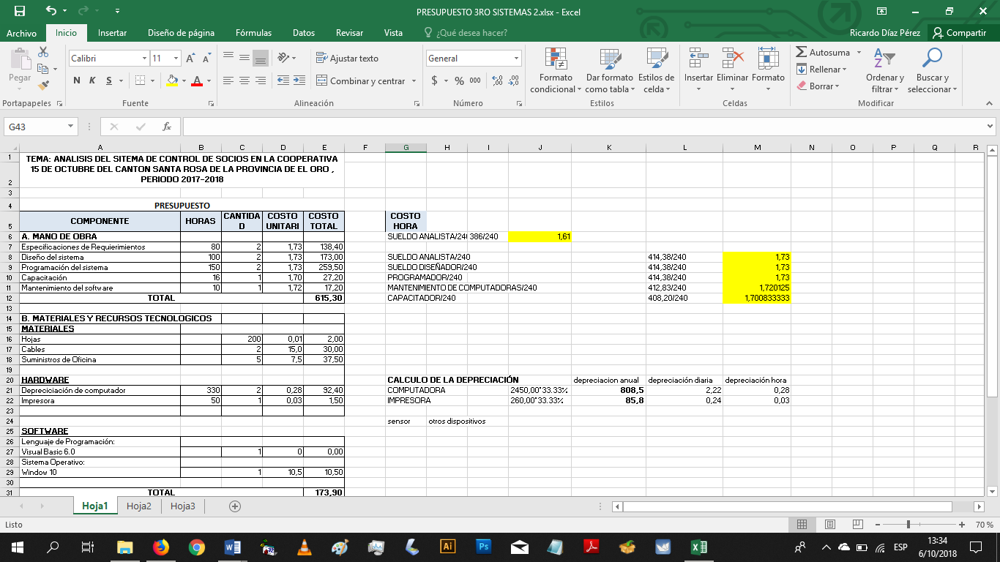 PRESUPUESTO 3RO SISTEMAS 2.xlsx - Excel
Archivo Inicio Insertar Diseño de página Fórmulas Datos Revisar Vista ¿Qué desea hacer? Ricardo Díaz Pérez Compartir
Pegar
Calibri 11
N K S
Ajustar texto
Combinar y centrar
General
$ % 000
Formato condicional
Dar formato como tabla
Estilos de celda
Insertar Eliminar Formato
Autosuma
Rellenar
Borrar
Ordenar y filtrar
Buscar y seleccionar
Portapapeles Fuente Alineación Número Estilos Celdas Modificar
G43 fx
A B C D E F G H I J K L M N O P Q R
1 TEMA: ANALISIS DEL SITEMA DE CONTROL DE SOCIOS EN LA COOPERATIVA
15 DE OCTUBRE DEL CANTON SANTA ROSA DE LA PROVINCIA DE EL ORO ,
2 PERIODO 2017-2018
3
4 PRESUPUESTO
5 COMPONENTE HORAS CANTIDAD COSTO UNITARI COSTO TOTAL COSTO HORA
6 A. MANO DE OBRA SUELDO ANALISTA/24 386/240 1,61
7 Especificaciones de Requierimientos 80 2 1,73 138,40
8 Diseño del sistema 100 2 1,73 173,00 SUELDO ANALISTA/240 414,38/240 1,73
9 Programación del sistema 150 2 1,73 259,50 SUELDO DISEÑADOR/240 414,38/240 1,73
10 Capacitación 16 1 1,70 27,20 PROGRAMADOR/240 414,38/240 1,73
11 Mantenimiento del software 10 1 1,72 17,20 MANTENIMIENTO DE COMPUTADORAS/240 412,83/240 1,720125
12 TOTAL 615,30 CAPACITADOR/240 408,20/240 1,700833333
13
14 B. MATERIALES Y RECURSOS TECNOLOGICOS
15 MATERIALES
16 Hojas 200 0,01 2,00
17 Cables 2 15,0 30,00
18 Suministros de Oficina 5 7,5 37,50
19
20 HARDWARE CALCULO DE LA DEPRECIACIÓN depreciacion anual depreciación diaria depreciación hora
21 Depreciciación de computador 330 2 0,28 92,40 COMPUTADORA 2450,00*33.33% 808,5 2,22 0,28
22 Impresora 50 1 0,03 1,50 IMPRESORA 260,00*33.33% 85,8 0,24 0,03
23
24 sensor otros dispositivos
25 SOFTWARE
26 Lenguaje de Programación:
27 Visual Basic 6.0 1 0 0,00
28 Sistema Operativo:
29 Window 10 1 10,5 10,50
30
31 TOTAL 173,90
Hoja1 Hoja2 Hoja3
Listo 70 %
Ai Ps ESP 13:34
6/10/2018